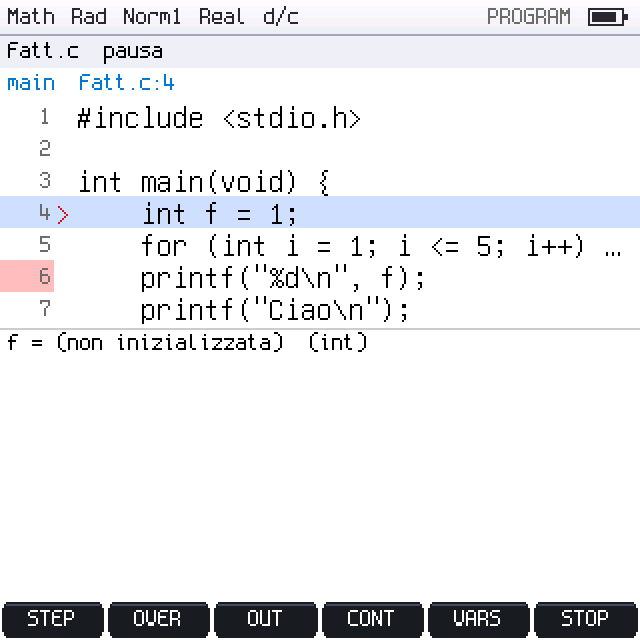 Math Rad Norm1 Real d/c PROGRAM
Fatt.c pausa
main Fatt.c:4
1 #include <stdio.h>
2
3 int main(void) {
4> int f = 1;
5 for (int i = 1; i <= 5; i++) …
6 printf("%d\n", f);
7 printf("Ciao\n");
f = (non inizializzata) (int)
STEP OVER OUT CONT VARS STOP